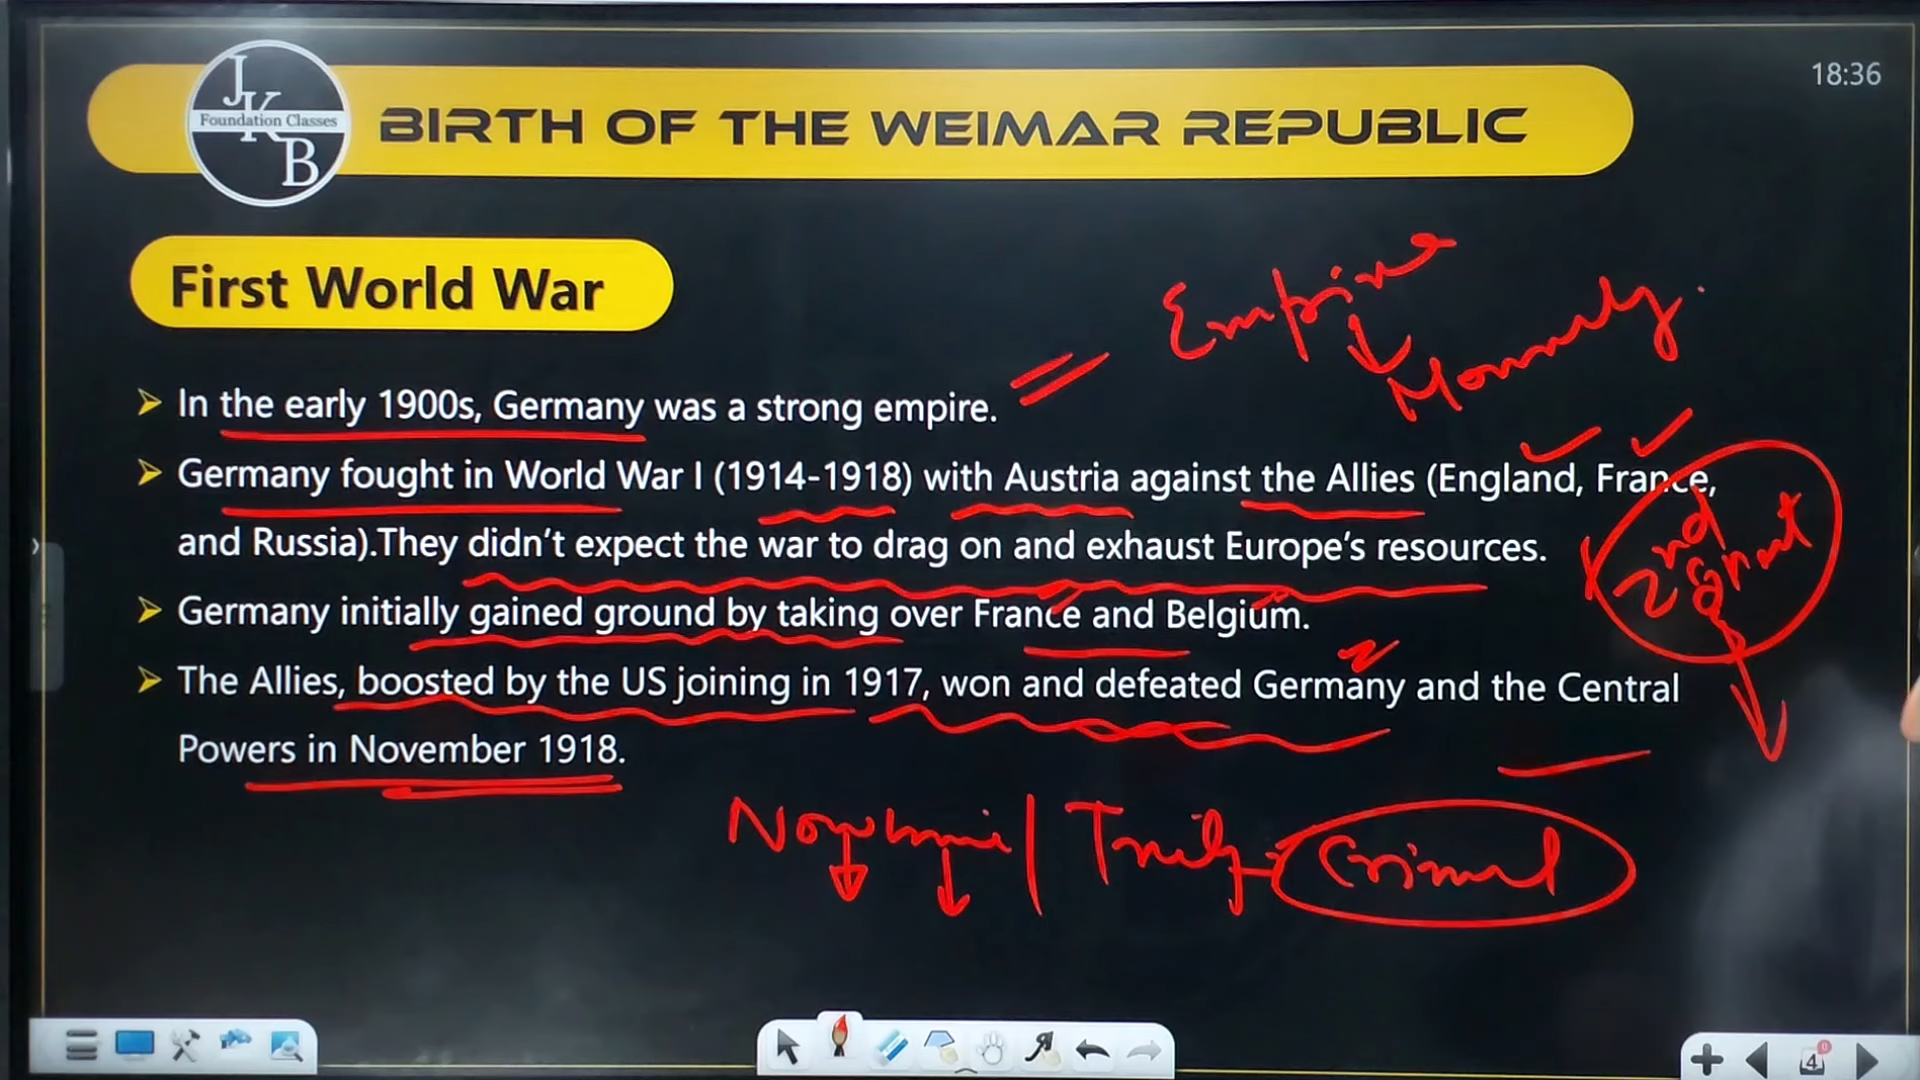 J
K
Foundation Classes
B
BIRTH OF THE WEIMAR REPUBLIC
18:36
First World War
Empire
➤ In the early 1900s, Germany was a strong empire.
➤ Germany fought in World War I (1914-1918) with Austria against the Allies (England, France,
and Russia).They didn't expect the war to drag on and exhaust Europe's resources.
2nd
➤ Germany initially gained ground by taking over France and Belgium.
➤ The Allies, boosted by the US joining in 1917, won and defeated Germany and the Central
Powers in November 1918.
4
0